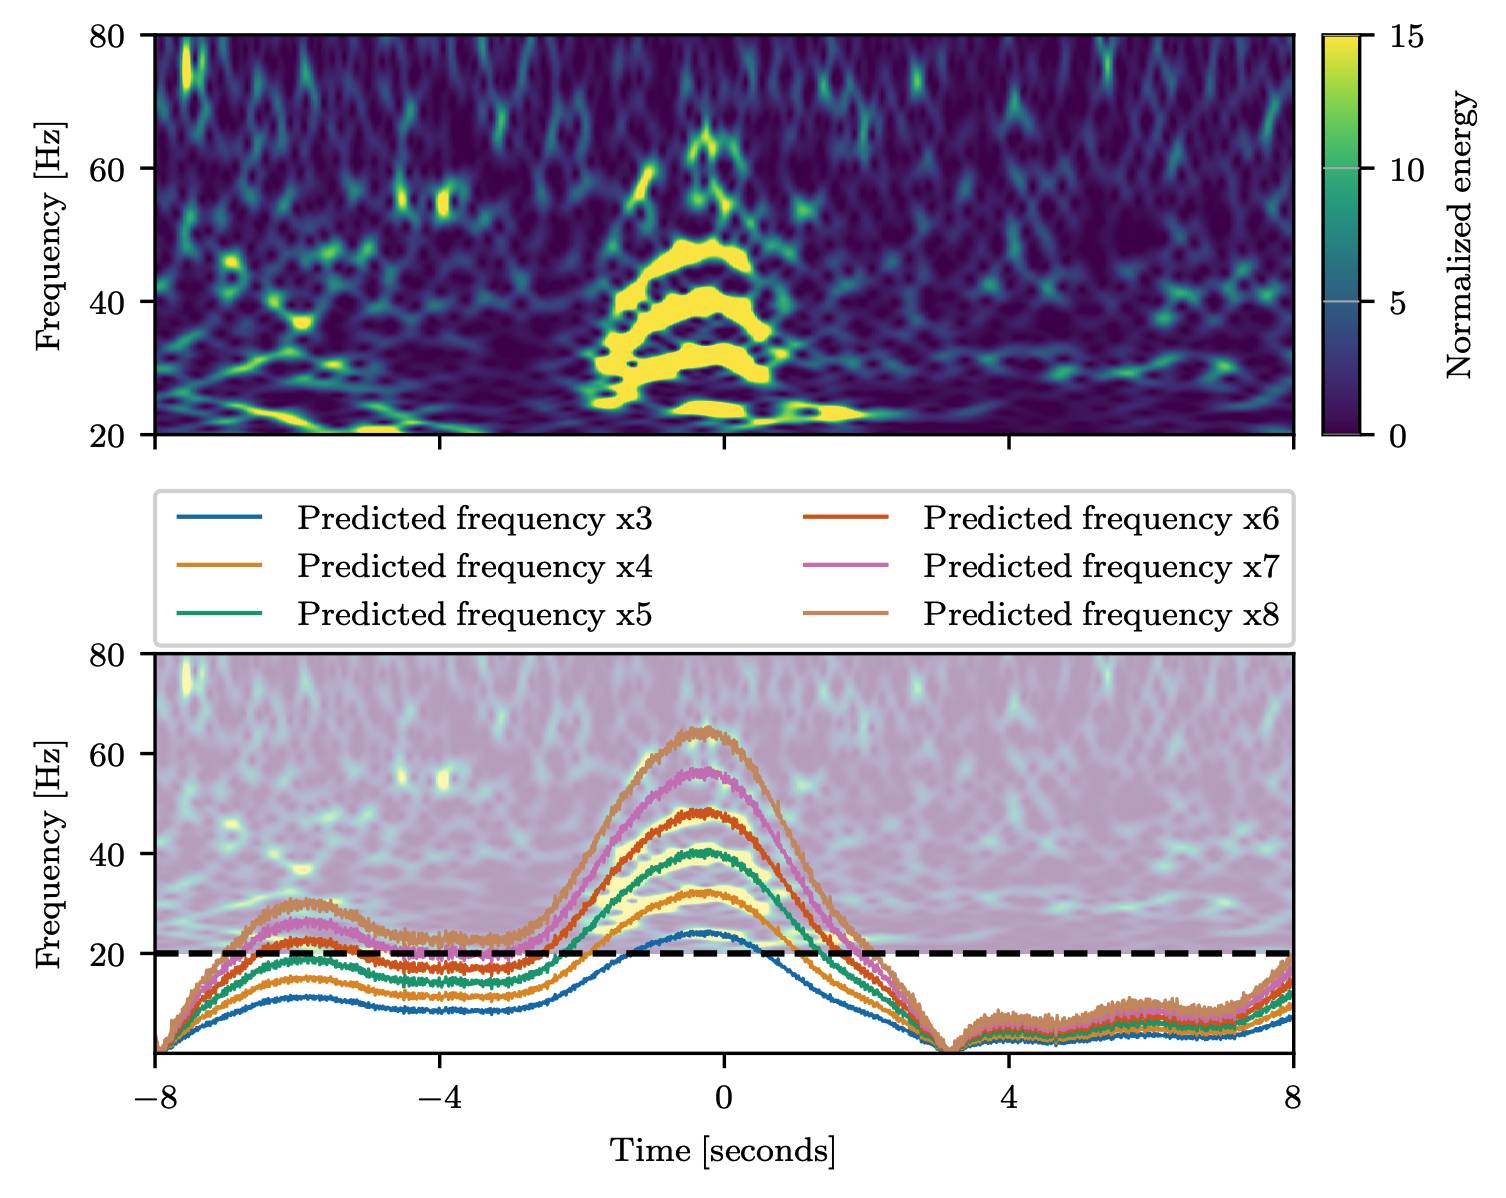 80
60
40
20
Frequency [Hz]
15
10
5
0
Normalized energy
Predicted frequency x3
Predicted frequency x4
Predicted frequency x5
Predicted frequency x6
Predicted frequency x7
Predicted frequency x8
80
60
40
20
Frequency [Hz]
−8 −4 0 4 8
Time [seconds]